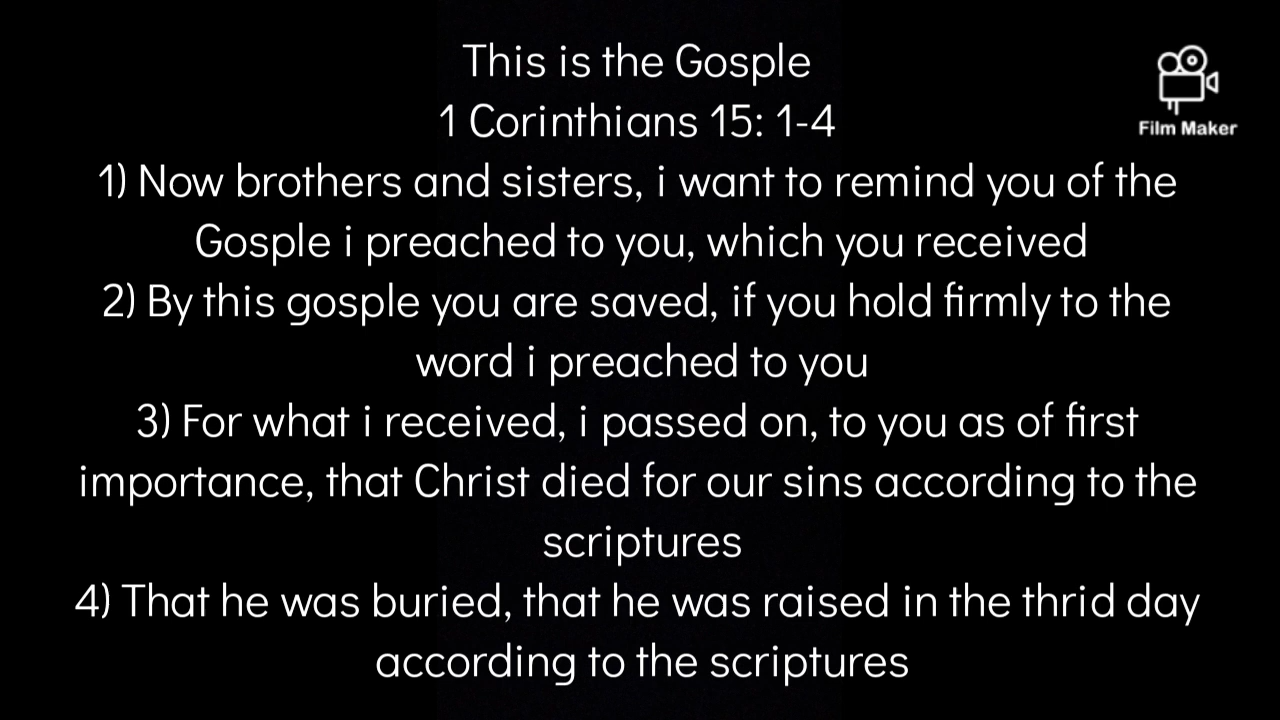 This is the Gosple
1 Corinthians 15: 1-4
Film Maker
1) Now brothers and sisters, i want to remind you of the
Gosple i preached to you, which you received
2) By this gosple you are saved, if you hold firmly to the
word i preached to you
3) For what i received, i passed on, to you as of first
importance, that Christ died for our sins according to the
scriptures
4) That he was buried, that he was raised in the thrid day
according to the scriptures